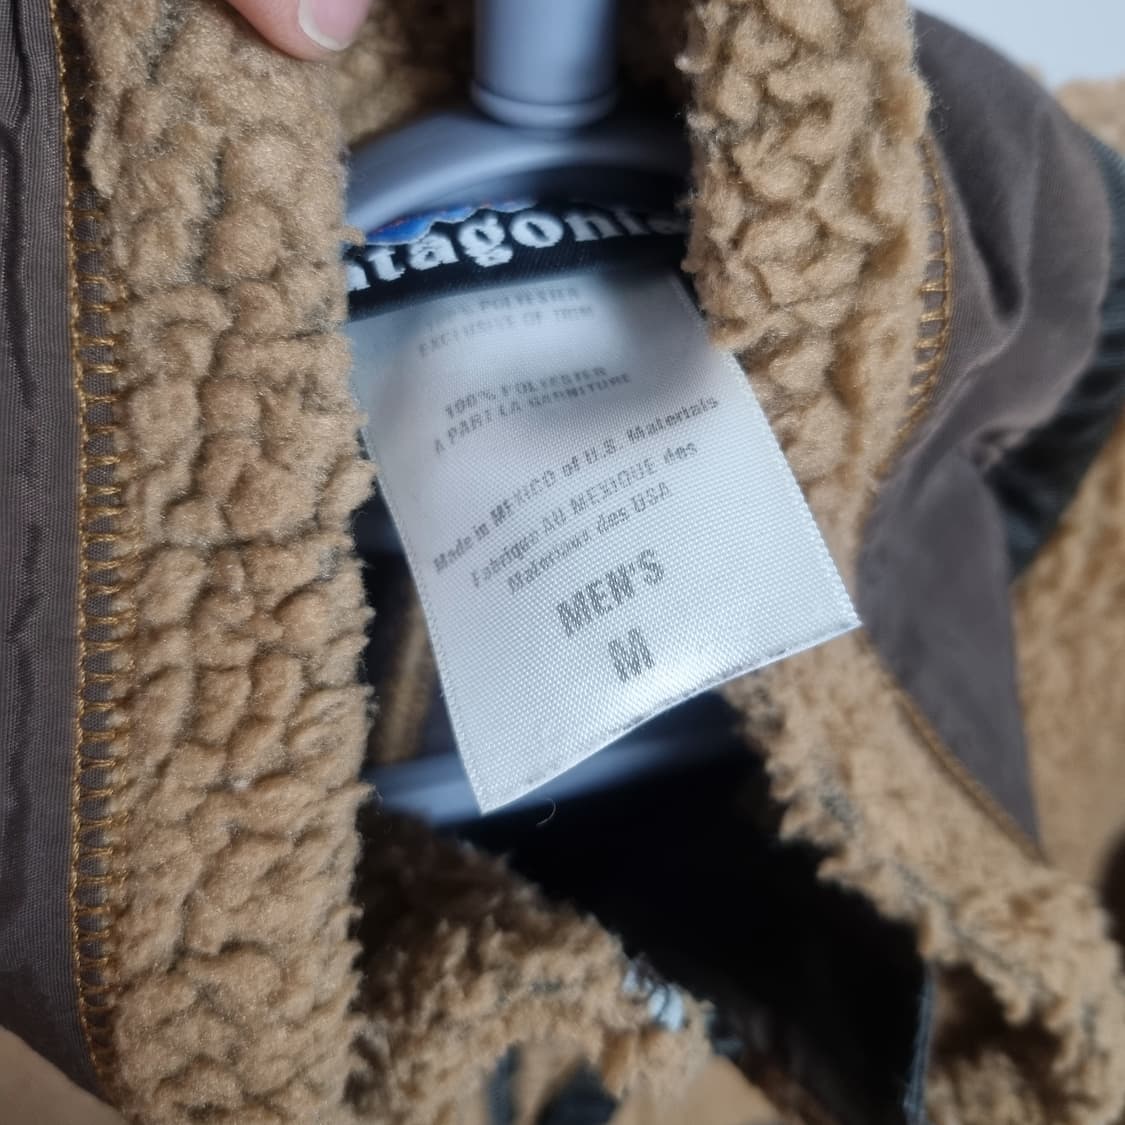 atagonia
100% POLYESTER
EXCLUSIVE OF TRIM
100% POLYESTER
A PART LA GARNITURE
Made in MEXICO of U.S. Materials
Fabrique AU MEXIQUE des
Materiaux des USA
MEN'S
M